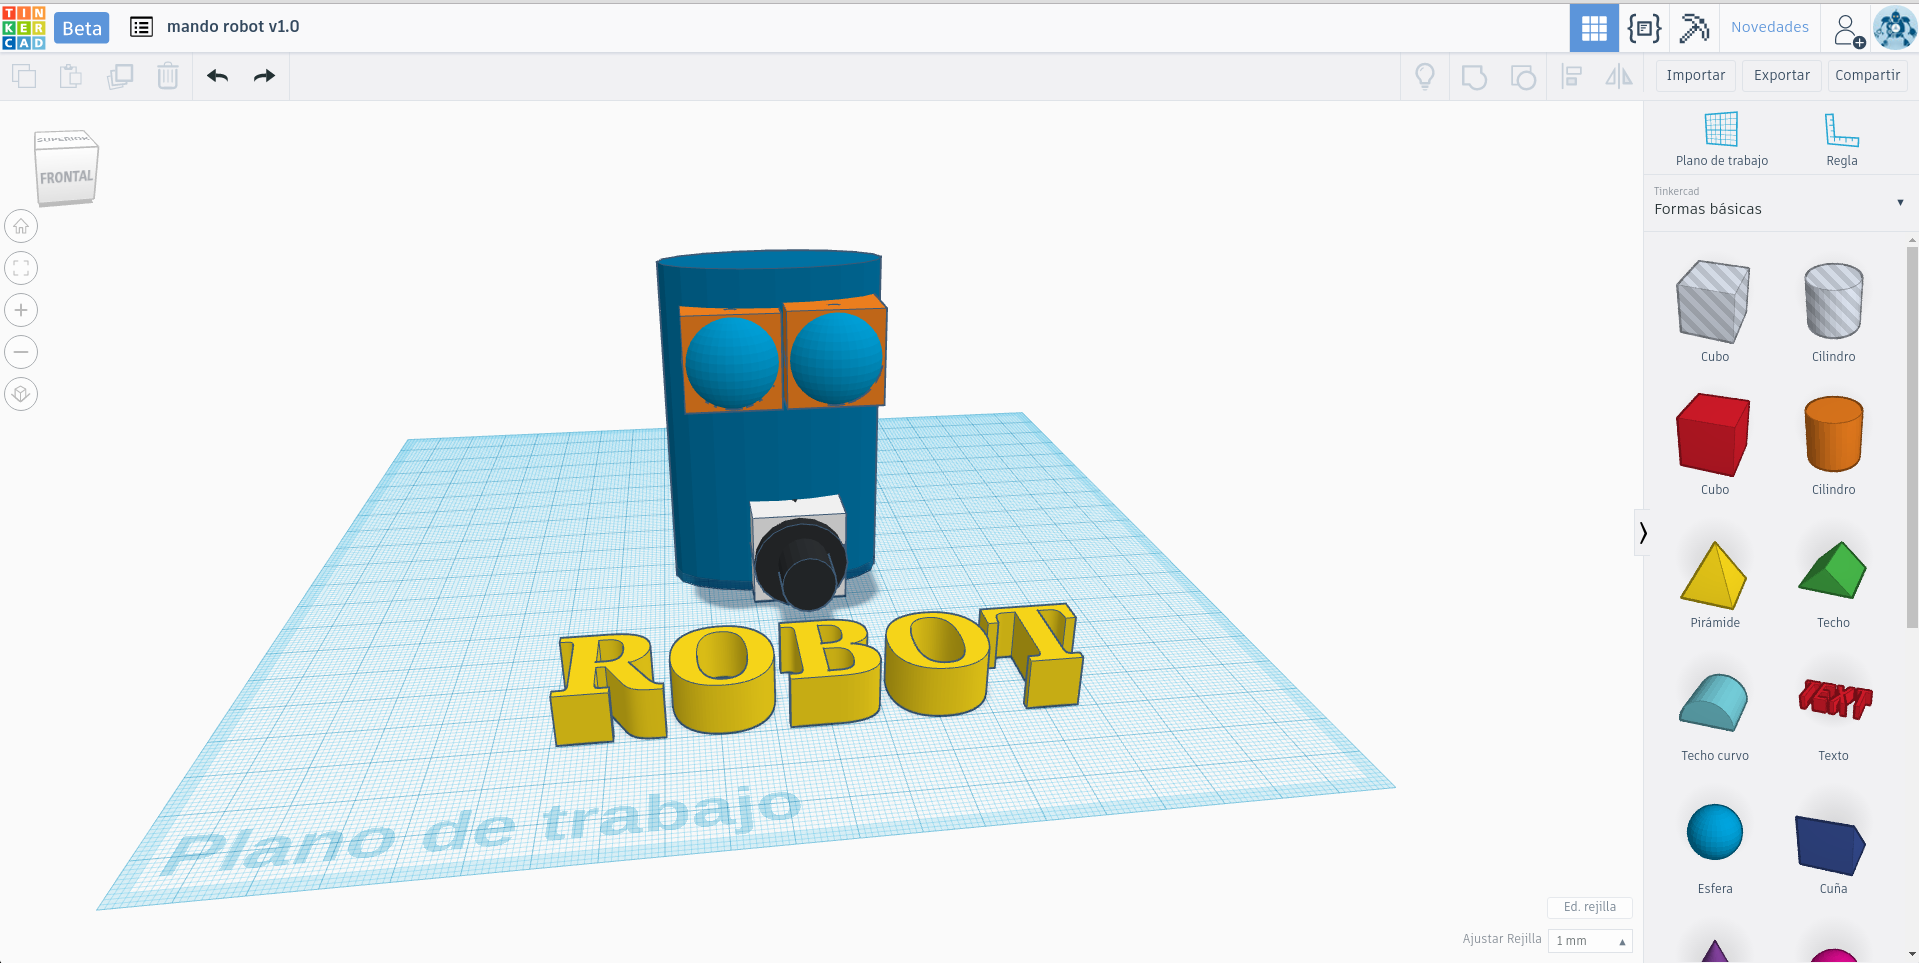 TIN
KER
CAD
Beta
mando robot v1.0
Novedades
Importar
Exportar
Compartir
SUPERIOR
FRONTAL
Plano de trabajo
Regla
Tinkercad
Formas básicas
Cubo
Cilindro
Cubo
Cilindro
Pirámide
Techo
TEXT
Techo curvo
Texto
Esfera
Cuña
ROBOT
Plano de trabajo
Ed. rejilla
Ajustar Rejilla
1 mm